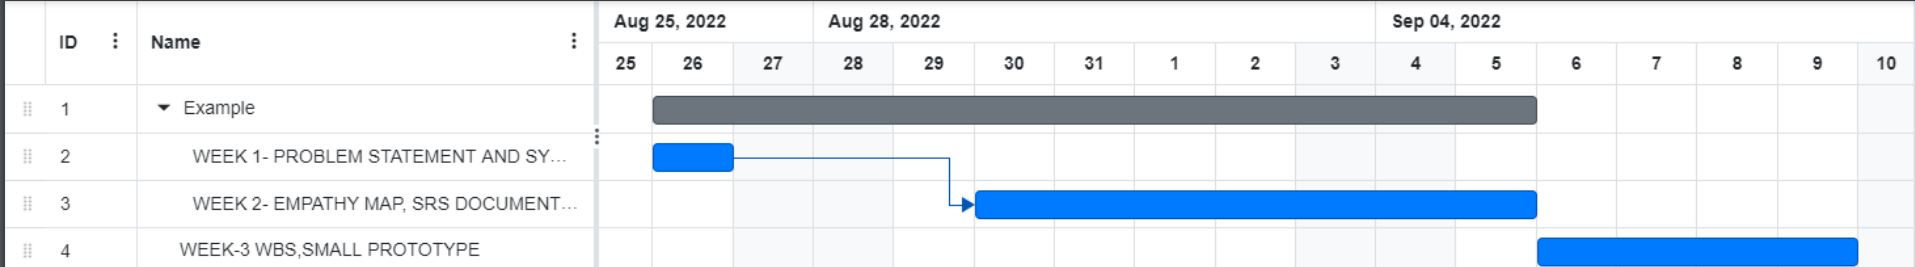 Aug 25, 2022 Aug 28, 2022 Sep 04, 2022
ID Name
25 26 27 28 29 30 31 1 2 3 4 5 6 7 8 9 10
1 Example
2 WEEK 1- PROBLEM STATEMENT AND SY...
3 WEEK 2- EMPATHY MAP, SRS DOCUMENT...
4 WEEK-3 WBS,SMALL PROTOTYPE